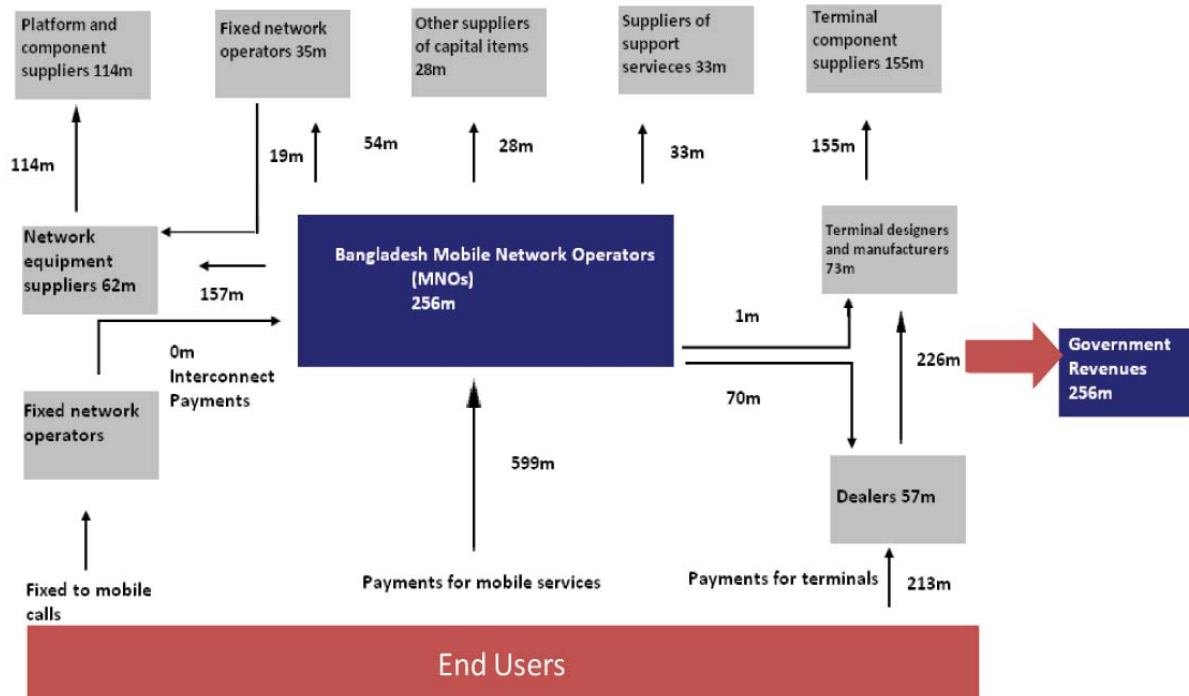 Platform and
component
suppliers 114m
Fixed network
operators 35m
Other suppliers
of capital items
28m
Suppliers of
support
servieces 33m
Terminal
component
suppliers 155m
114m
19m
54m
28m
33m
155m
Network
equipment
suppliers 62m
157m
Bangladesh Mobile Network Operators
(MNOs)
256m
Terminal designers
and manufacturer
73m
1m
70m
226m
Government
Revenues
256m
0m
Interconnect
Payments
Fixed network
operators
599m
Dealers 57m
Fixed to mobile
calls
Payments for mobile services
Payments for terminals
213m
End Users